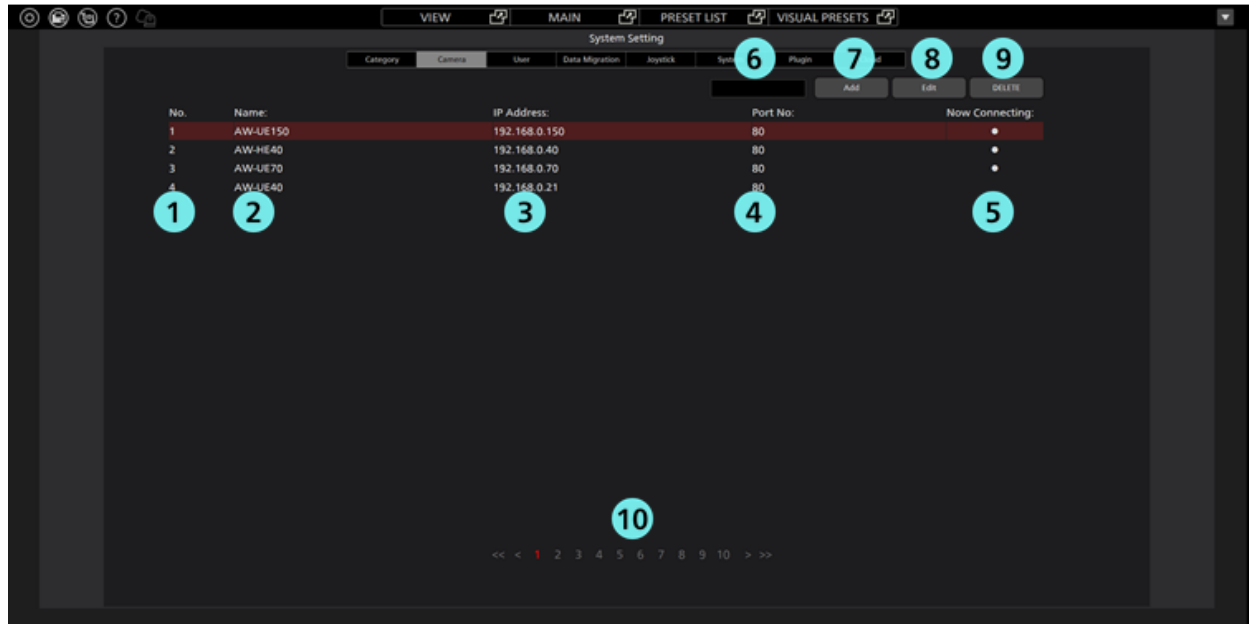 ? VIEW MAIN PRESET LIST VISUAL PRESETS
System Setting
Category Camera User Data Migration Joystick Plugin
6 7 8 9
Add Edit DELETE
No. Name: IP Address: Port No: Now Connecting:
1 AW-UE150 192.168.0.150 80
2 AW-HE40 192.168.0.40 80
3 AW-UE70 192.168.0.70 80
4 AW-UE40 192.168.0.21 80
1 2 3 4 5
10
<< < 1 2 3 4 5 6 7 8 9 10 > >>